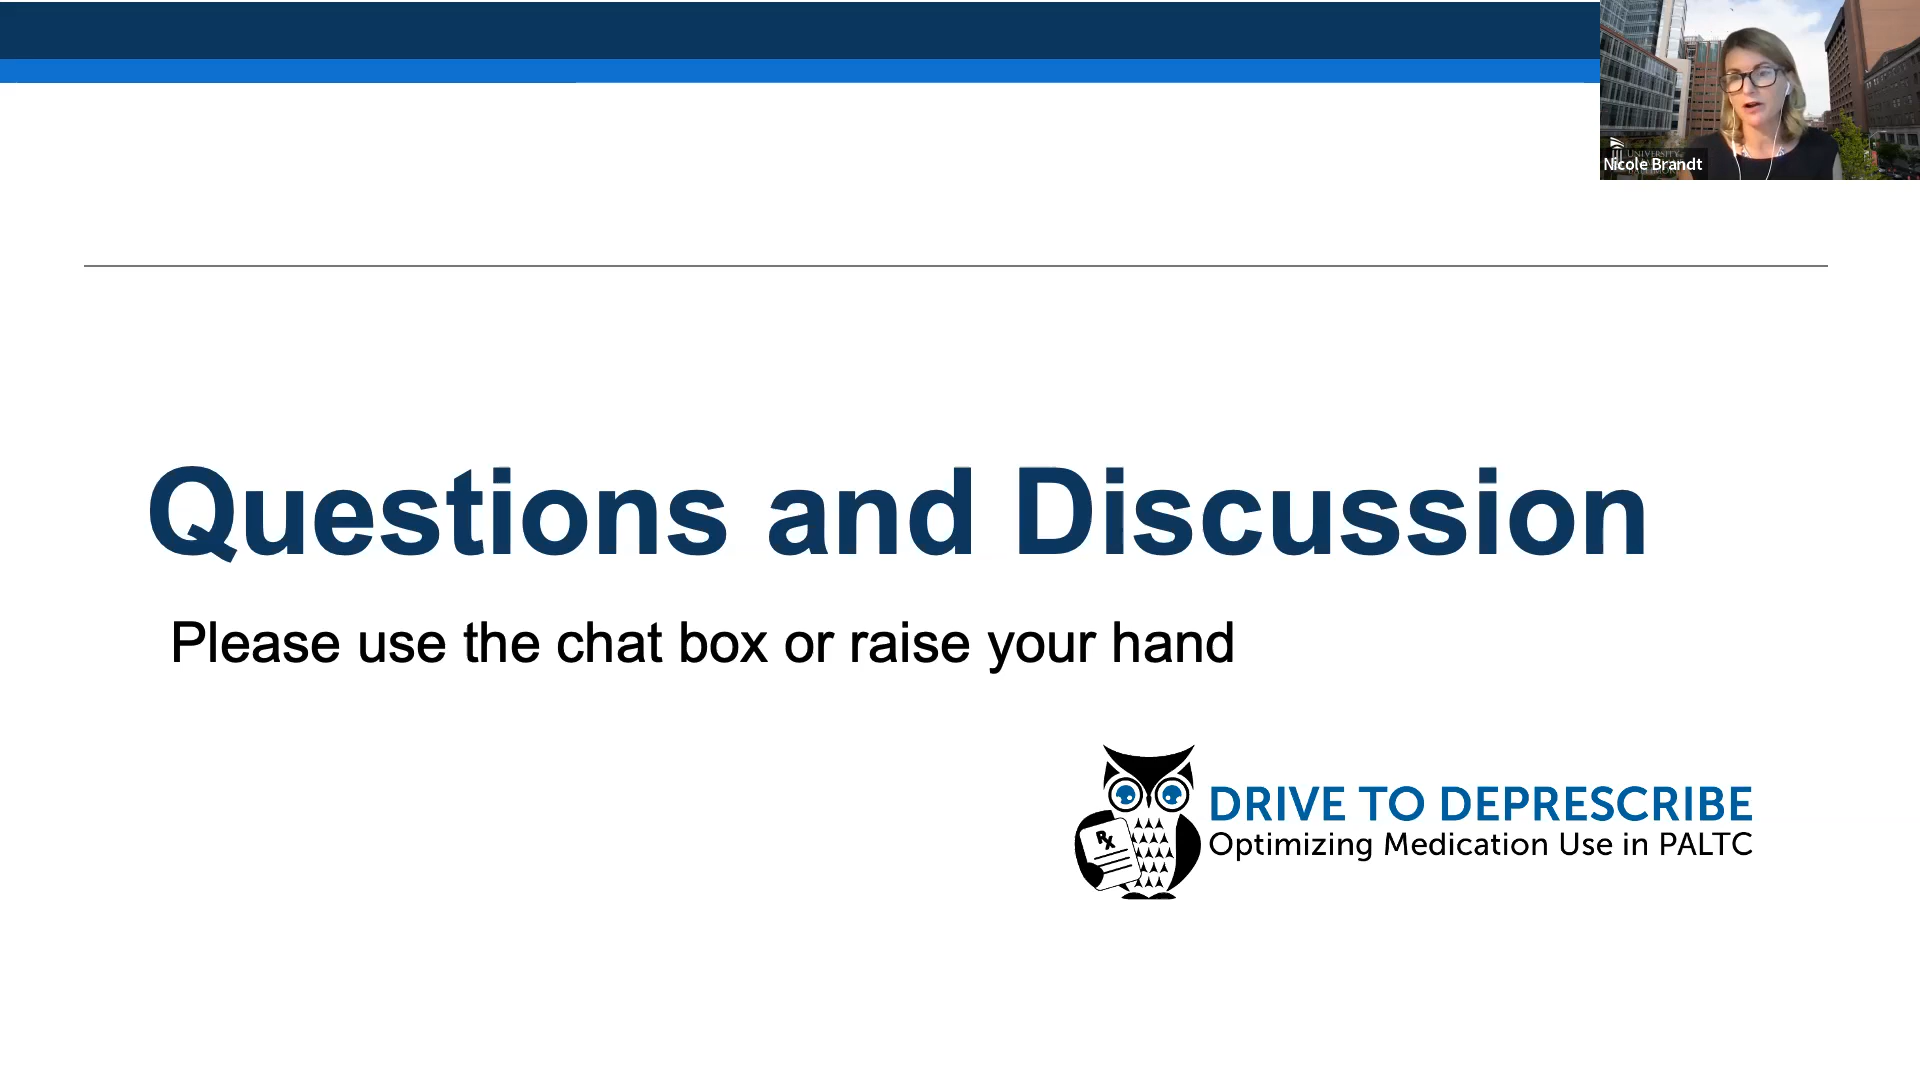 UNIVERSITY
Nicole Brandt
Questions and Discussion
Please use the chat box or raise your hand
Rx
DRIVE TO DEPRESCRIBE
Optimizing Medication Use in PALTC